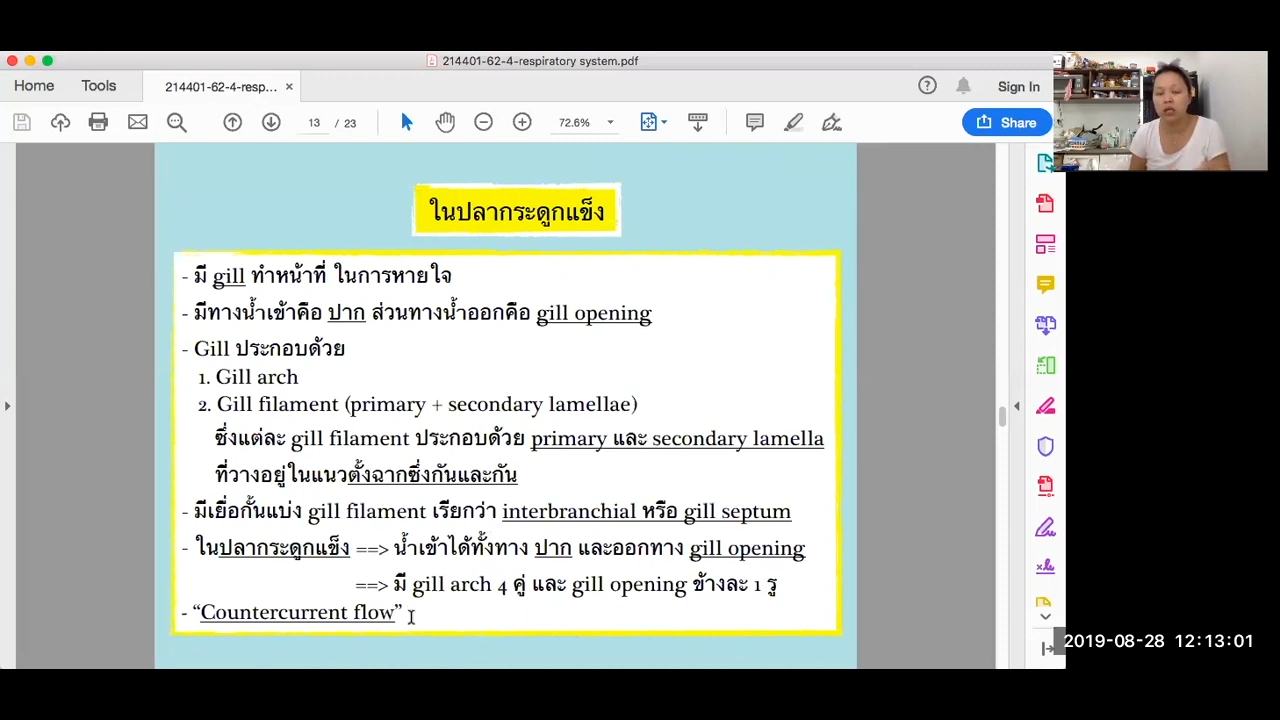 214401-62-4-respiratory system.pdf
Home Tools 214401-62-4-resp... × Sign In
13 / 23 72.6% Share
ในปลากระดูกแข็ง
- มี gill ทำหน้าที่ ในการหายใจ
- มีทางน้ำเข้าคือ ปาก ส่วนทางน้ำออกคือ gill opening
- Gill ประกอบด้วย
1. Gill arch
2. Gill filament (primary + secondary lamellae)
ซึ่งแต่ละ gill filament ประกอบด้วย primary และ secondary lamella
ที่วางอยู่ในแนวตั้งฉากซึ่งกันและกัน
- มีเยื่อกั้นแบ่ง gill filament เรียกว่า interbranchial หรือ gill septum
- ในปลากระดูกแข็ง ==> น้ำเข้าได้ทั้งทาง ปาก และออกทาง gill opening
==> มี gill arch 4 คู่ และ gill opening ข้างละ 1 รู
- “Countercurrent flow”
2019-08-28 12:13:01